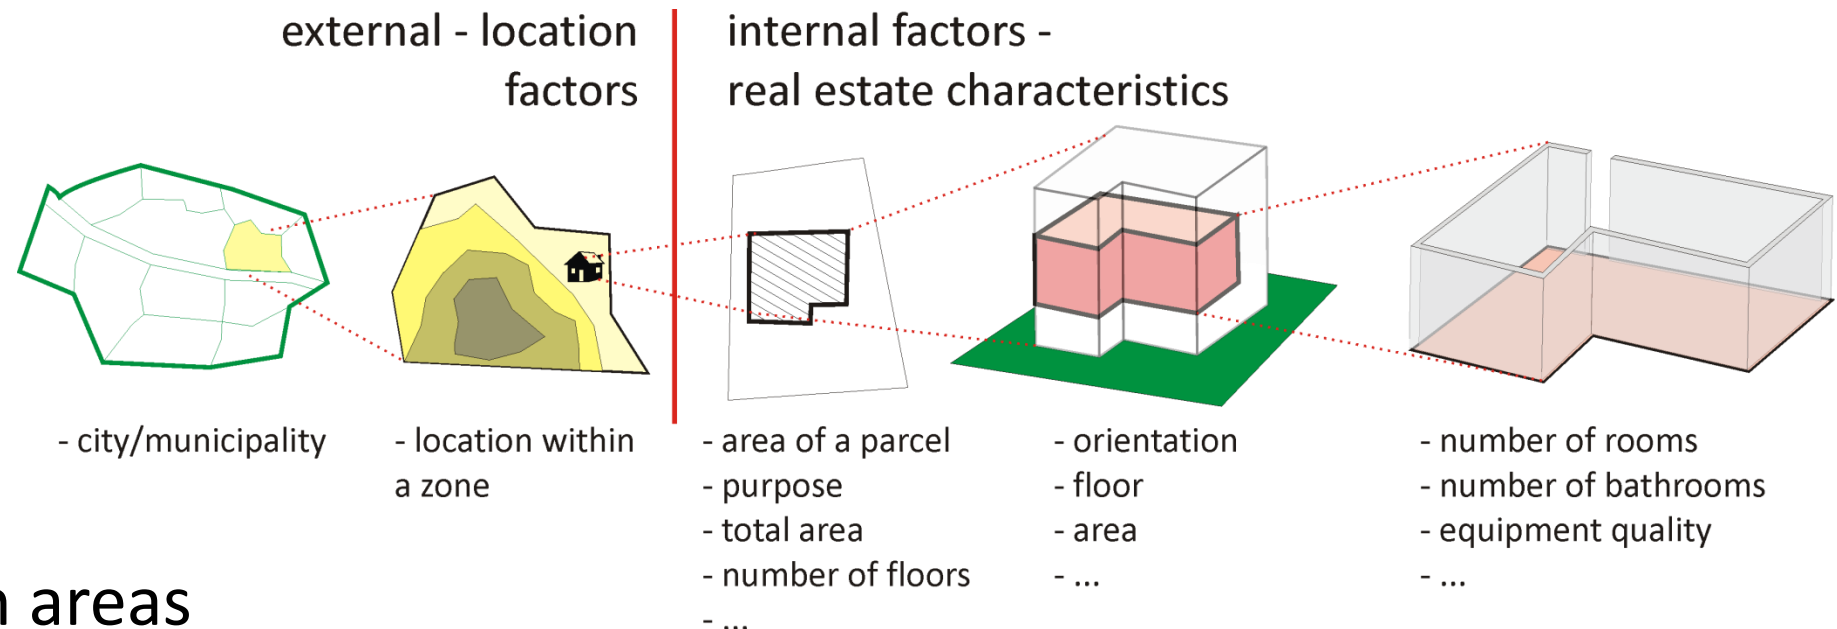 external - location
factors
internal factors -
real estate characteristics
- city/municipality
- location within
a zone
- area of a parcel
- purpose
- total area
- number of floors
- ...
- orientation
- floor
- area
- ...
- number of rooms
- number of bathrooms
- equipment quality
- ...
areas